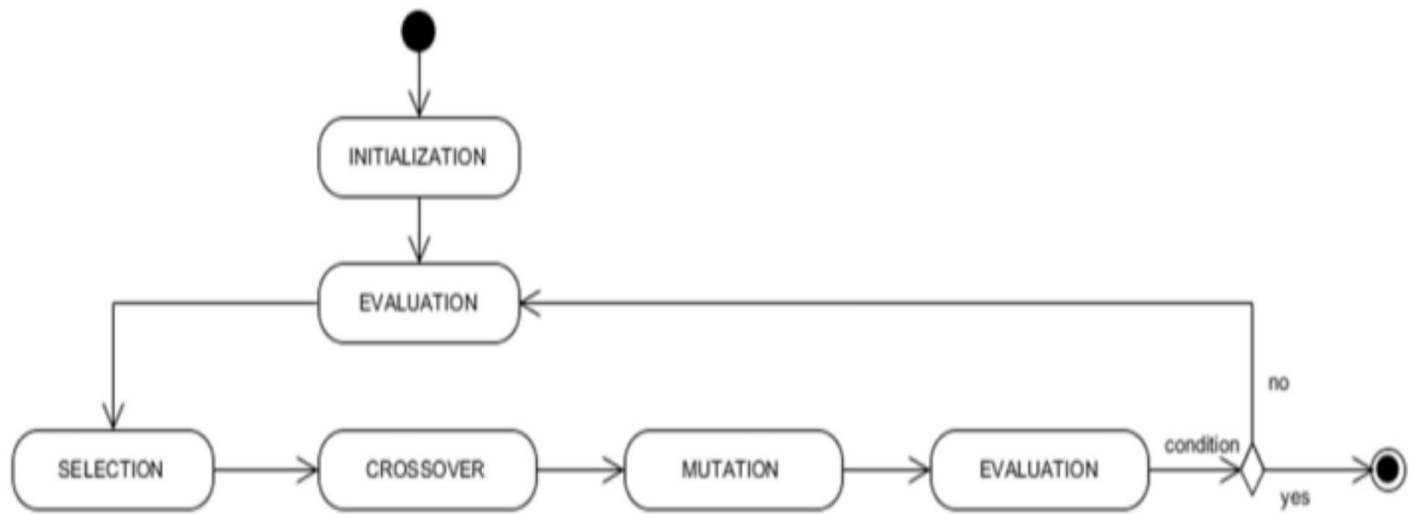 INITIALIZATION
EVALUATION
no
SELECTION
CROSSOVER
MUTATION
EVALUATION
condition
yes